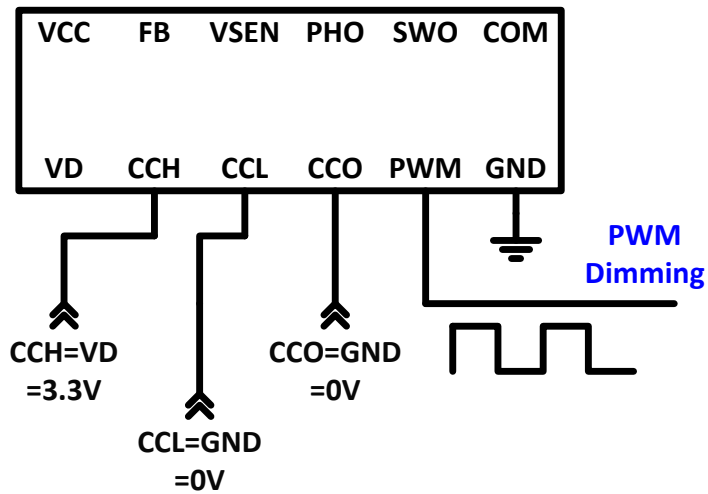 VCC FB VSEN PHO SWO COM
VD CCH CCL CCO PWM GND
PWM
Dimming
CCH=VD
=3.3V
CCO=GND
=0V
CCL=GND
=0V